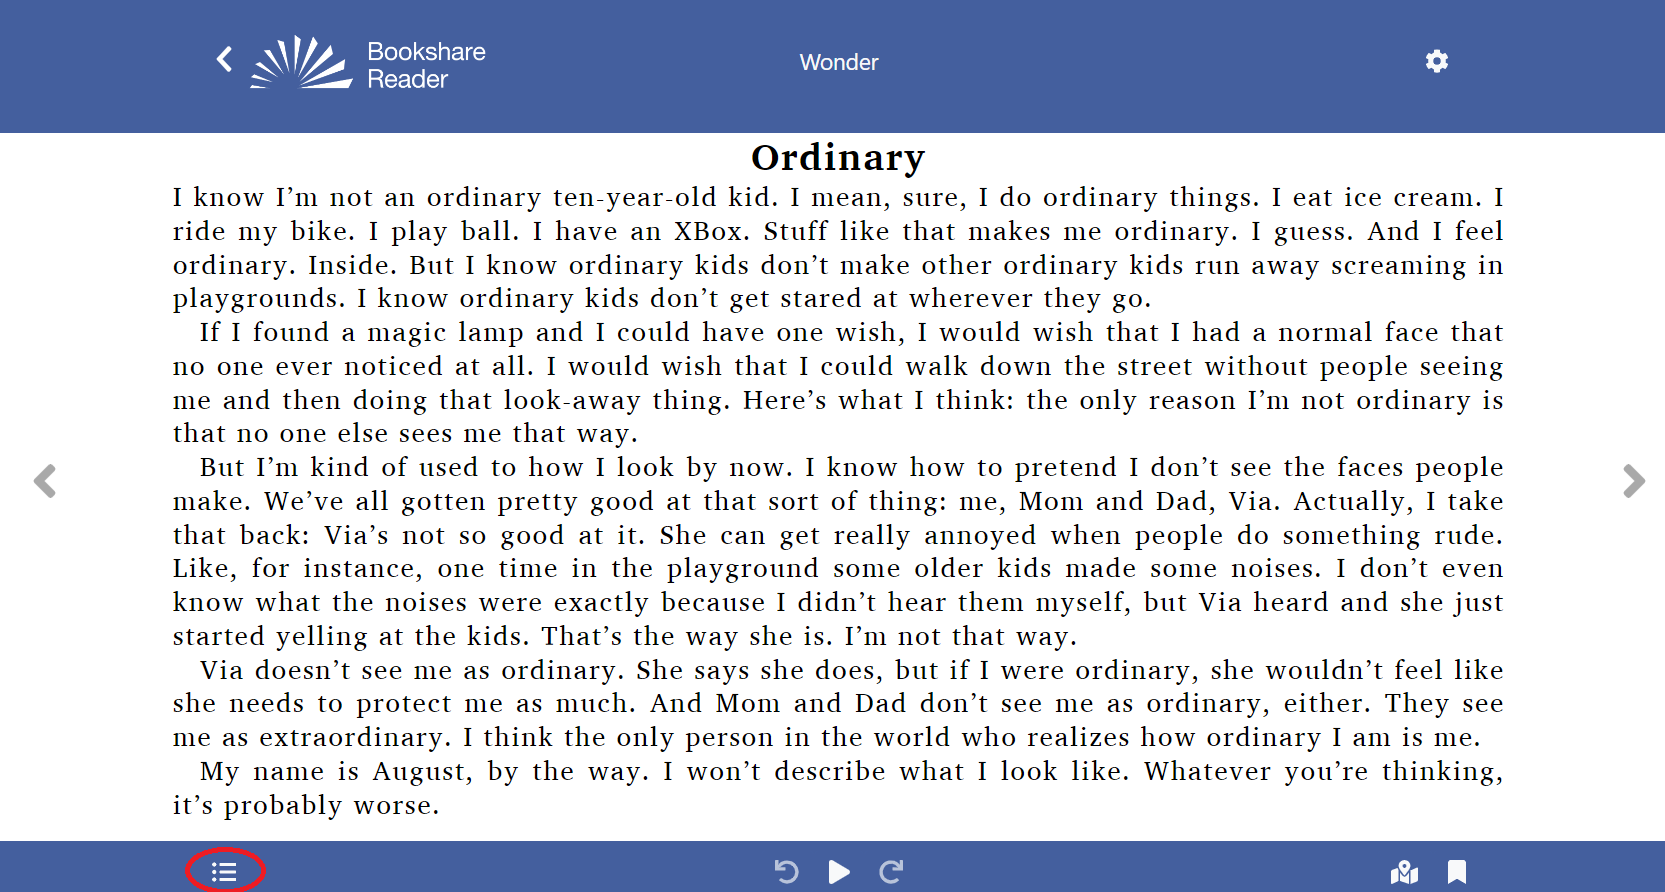 Bookshare
Reader
Wonder
Ordinary
I know I’m not an ordinary ten-year-old kid. I mean, sure, I do ordinary things. I eat ice cream. I
ride my bike. I play ball. I have an XBox. Stuff like that makes me ordinary. I guess. And I feel
ordinary. Inside. But I know ordinary kids don’t make other ordinary kids run away screaming in
playgrounds. I know ordinary kids don’t get stared at wherever they go.
If I found a magic lamp and I could have one wish, I would wish that I had a normal face that
no one ever noticed at all. I would wish that I could walk down the street without people seeing
me and then doing that look-away thing. Here’s what I think: the only reason I’m not ordinary is
that no one else sees me that way.
But I’m kind of used to how I look by now. I know how to pretend I don’t see the faces people
make. We’ve all gotten pretty good at that sort of thing: me, Mom and Dad, Via. Actually, I take
that back: Via’s not so good at it. She can get really annoyed when people do something rude.
Like, for instance, one time in the playground some older kids made some noises. I don’t even
know what the noises were exactly because I didn’t hear them myself, but Via heard and she just
started yelling at the kids. That’s the way she is. I’m not that way.
Via doesn’t see me as ordinary. She says she does, but if I were ordinary, she wouldn’t feel like
she needs to protect me as much. And Mom and Dad don’t see me as ordinary, either. They see
me as extraordinary. I think the only person in the world who realizes how ordinary I am is me.
My name is August, by the way. I won’t describe what I look like. Whatever you’re thinking,
it’s probably worse.